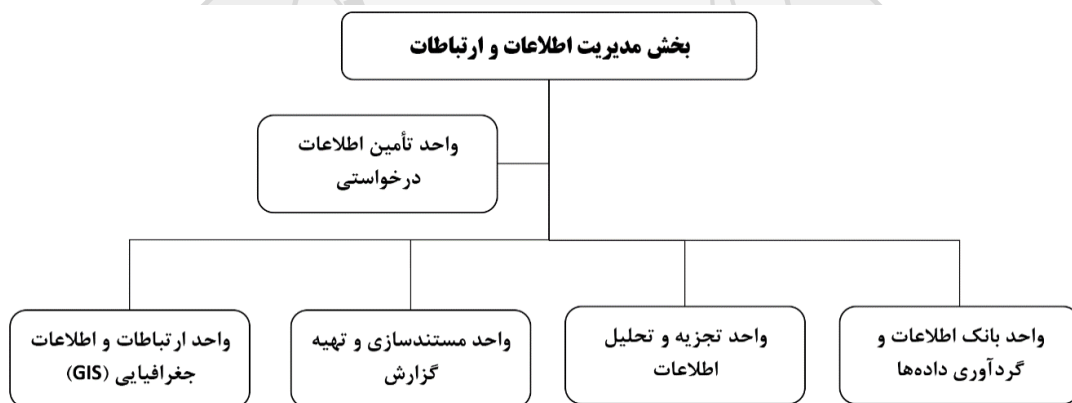 بخش مدیریت اطلاعات و ارتباطات
واحد تأمین اطلاعات
درخواستی
واحد بانک اطلاعات و
گردآوری داده‌ها
واحد تجزیه و تحلیل
اطلاعات
واحد مستندسازی و تهیه
گزارش
واحد ارتباطات و اطلاعات
جغرافیایی (GIS)